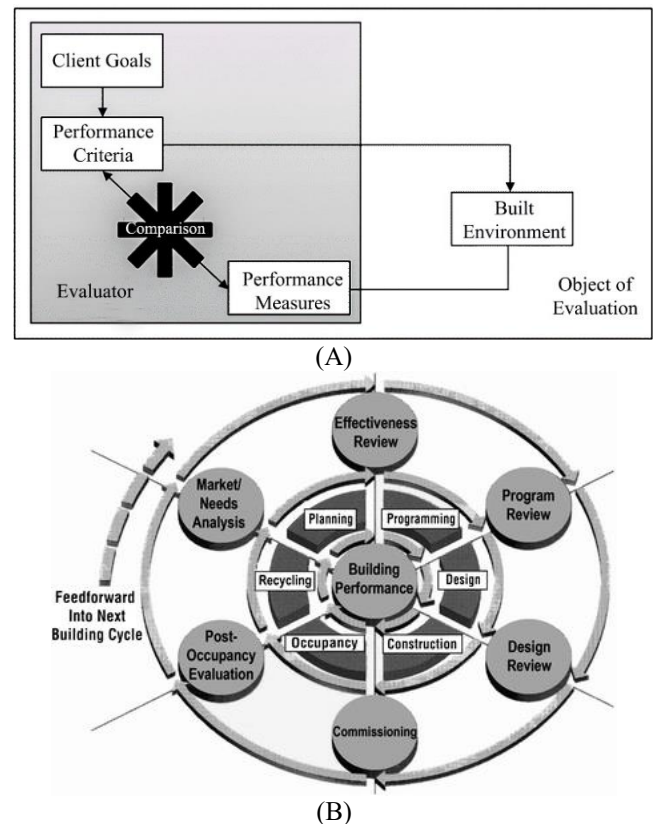 Client Goals
Performance
Criteria
Comparison
Built
Environment
Evaluator
Performance
Measures
Object of
Evaluation
(A)
Effectiveness
Review
Market/
Needs
Analysis
Program
Review
Planning
Programming
Building
Performance
Recycling
Design
Feedforward
Into Next
Building Cycle
Post-
Occupancy
Evaluation
Occupancy
Construction
Design
Review
Commissioning
(B)